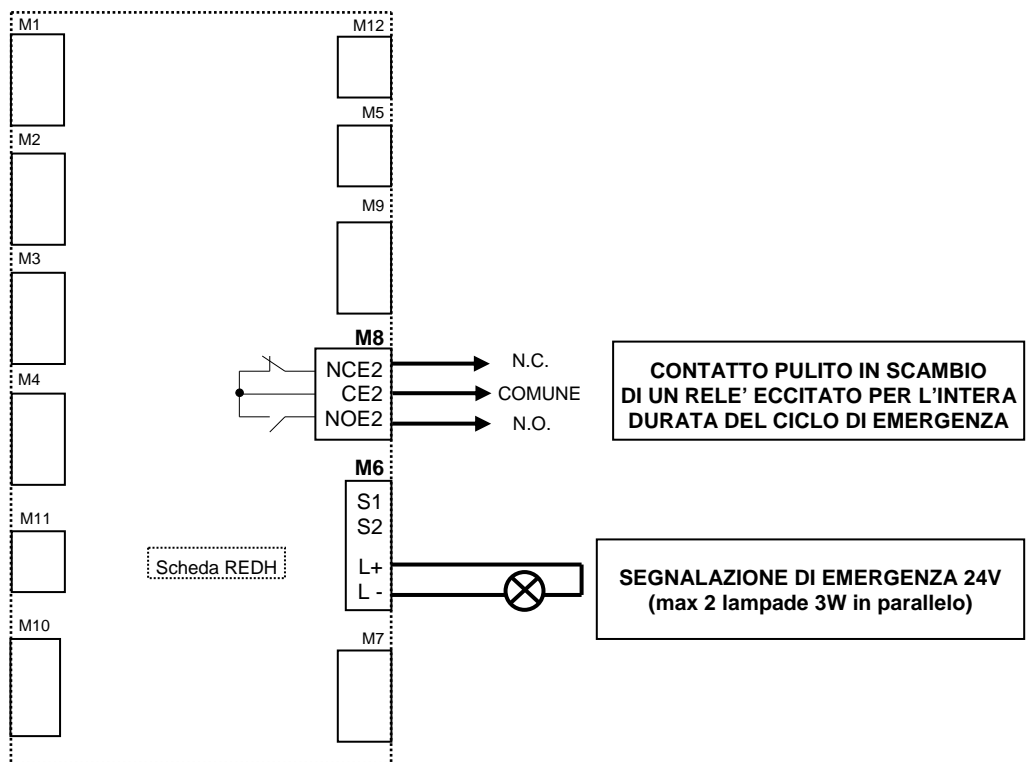 M1
M12
M5
M2
M9
M3
M8
NCE2
N.C.
CE2
COMUNE
NOE2
N.O.
CONTATTO PULITO IN SCAMBIO
DI UN RELE' ECCITATO PER L'INTERA
DURATA DEL CICLO DI EMERGENZA
M4
M6
S1
S2
M11
Scheda REDH
L+
L -
SEGNALAZIONE DI EMERGENZA 24V
(max 2 lampade 3W in parallelo)
M10
M7